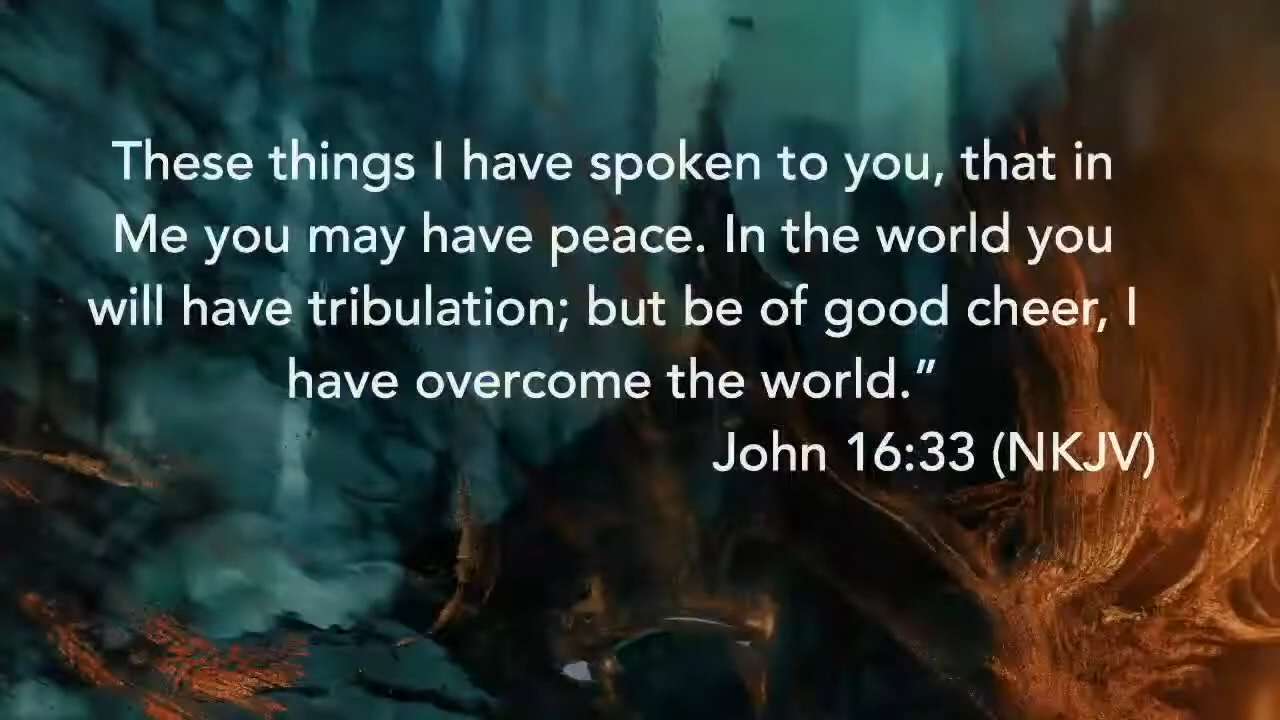 These things I have spoken to you, that in
Me you may have peace. In the world you
will have tribulation; but be of good cheer, I
have overcome the world.”
John 16:33 (NKJV)